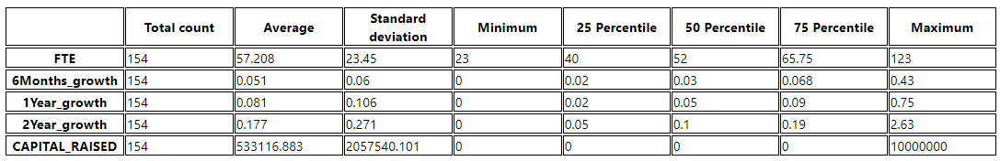 Total count Average Standard deviation Minimum 25 Percentile 50 Percentile 75 Percentile Maximum
FTE 154 57.208 23.45 23 40 52 65.75 123
6Months_growth 154 0.051 0.06 0 0.02 0.03 0.068 0.43
1Year_growth 154 0.081 0.106 0 0.02 0.05 0.09 0.75
2Year_growth 154 0.177 0.271 0 0.05 0.1 0.19 2.63
CAPITAL_RAISED 154 533116.883 2057540.101 0 0 0 0 10000000